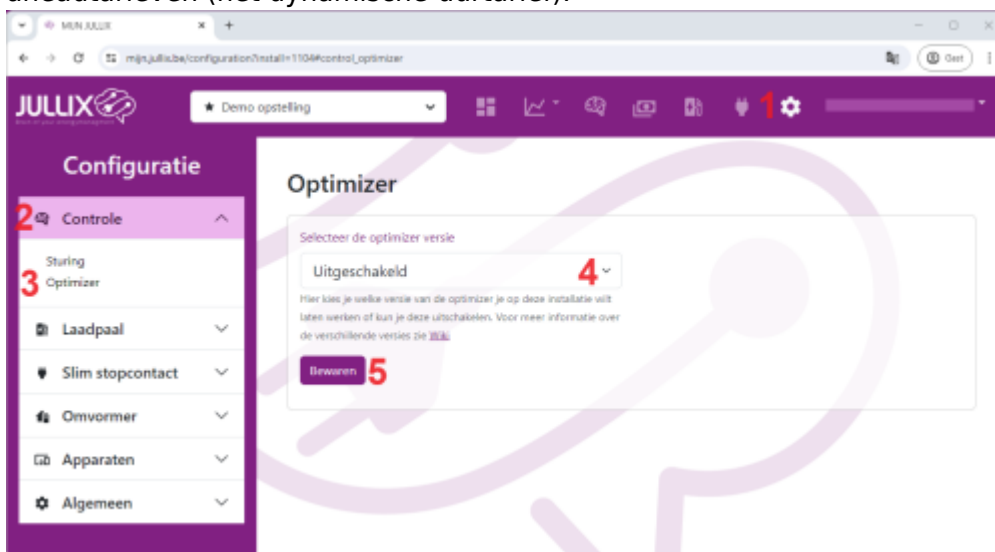 (het dynamische uurtarief).
MIJN JULLIX
mijn.jullix.be/configuration?install=1104#control_optimizer
Gast
JULLIX
Demo opstelling
1
Configuratie
2 Controle
Sturing
3 Optimizer
Laadpaal
Slim stopcontact
Omvormer
Apparaten
Algemeen
Optimizer
Selecteer de optimizer versie
Uitgeschakeld 4
Hier kies je welke versie van de optimizer je op deze installatie wilt
laten werken of kun je deze uitschakelen. Voor meer informatie over
de verschillende versies zie Wiki
Bewaren 5